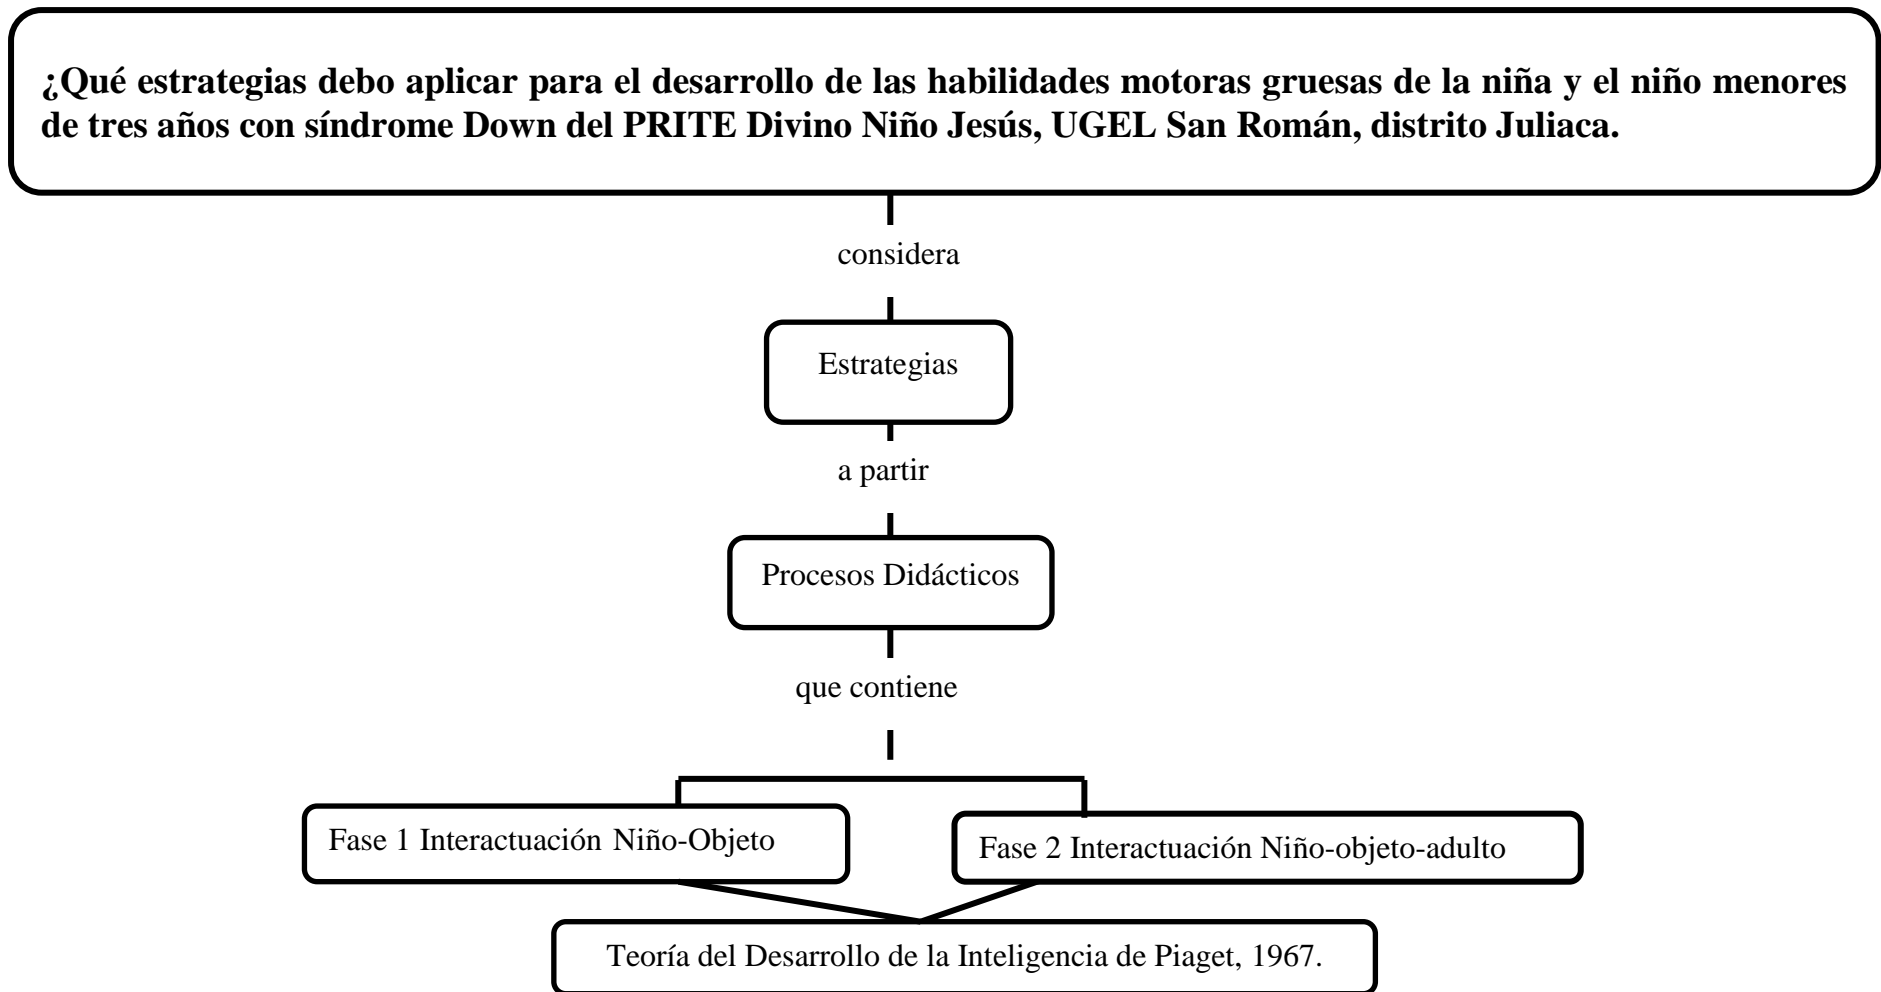 ¿Qué estrategias debo aplicar para el desarrollo de las habilidades motoras gruesas de la niña y el niño menores
de tres años con síndrome Down del PRITE Divino Niño Jesús, UGEL San Román, distrito Juliaca.
considera
Estrategias
a partir
Procesos Didácticos
que contiene
Fase 1 Interactuación Niño-Objeto
Fase 2 Interactuación Niño-objeto-adulto
Teoría del Desarrollo de la Inteligencia de Piaget, 1967.